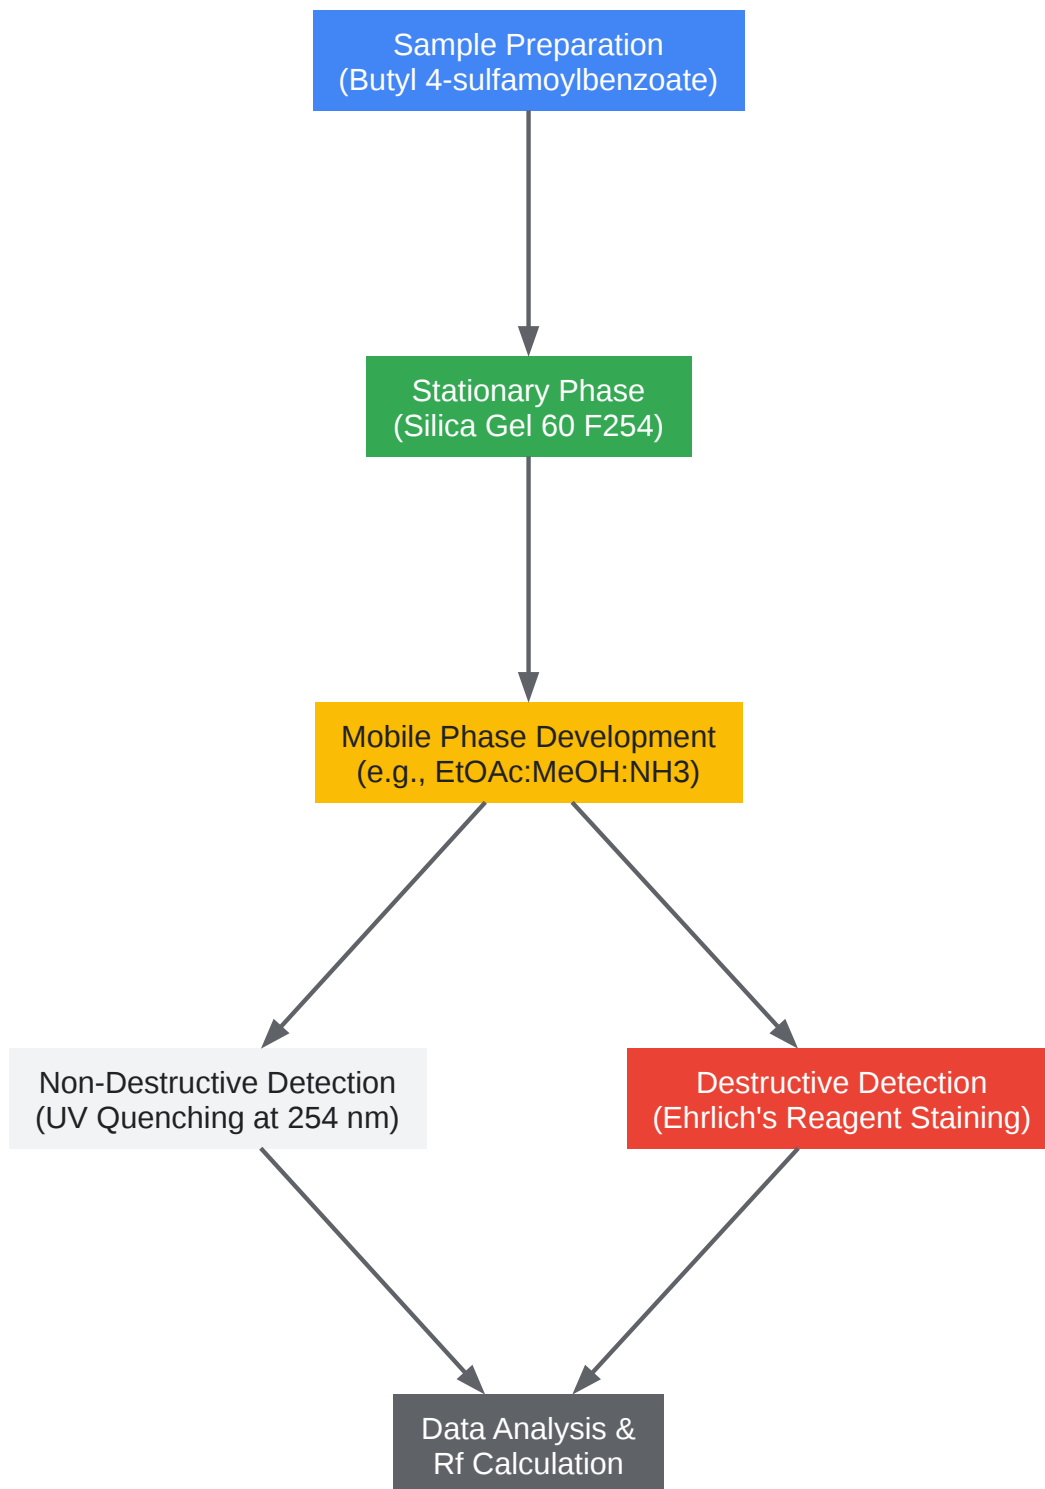 Sample Preparation
(Butyl 4-sulfamoylbenzoate)
Stationary Phase
(Silica Gel 60 F254)
Mobile Phase Development
(e.g., EtOAc:MeOH:NH3)
Non-Destructive Detection
(UV Quenching at 254 nm)
Destructive Detection
(Ehrlich's Reagent Staining)
Data Analysis &
Rf Calculation